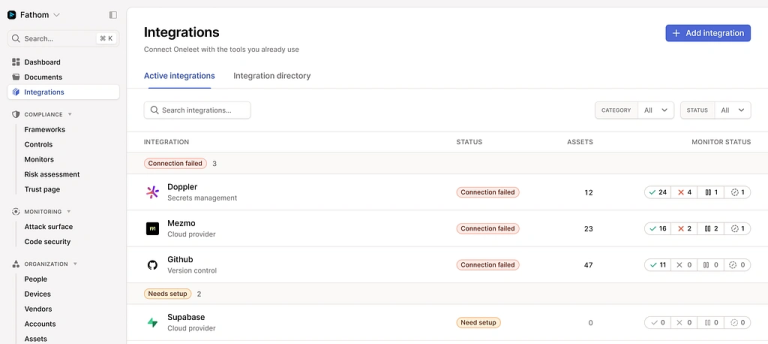 Fathom
Search... ⌘ K
Dashboard
Documents
Integrations
COMPLIANCE
Frameworks
Controls
Monitors
Risk assessment
Trust page
MONITORING
Attack surface
Code security
ORGANIZATION
People
Devices
Vendors
Accounts
Assets
Integrations
Connect Oneleet with the tools you already use
+ Add integration
Active integrations Integration directory
Search integrations... CATEGORY All STATUS All
INTEGRATION STATUS ASSETS MONITOR STATUS
Connection failed 3
Doppler
Secrets management
Connection failed 12 24 4 1 1
Mezmo
Cloud provider
Connection failed 23 16 2 2 1
Github
Version control
Connection failed 47 11 0 0 0
Needs setup 2
Supabase
Cloud provider
Need setup 0 0 0 0 0